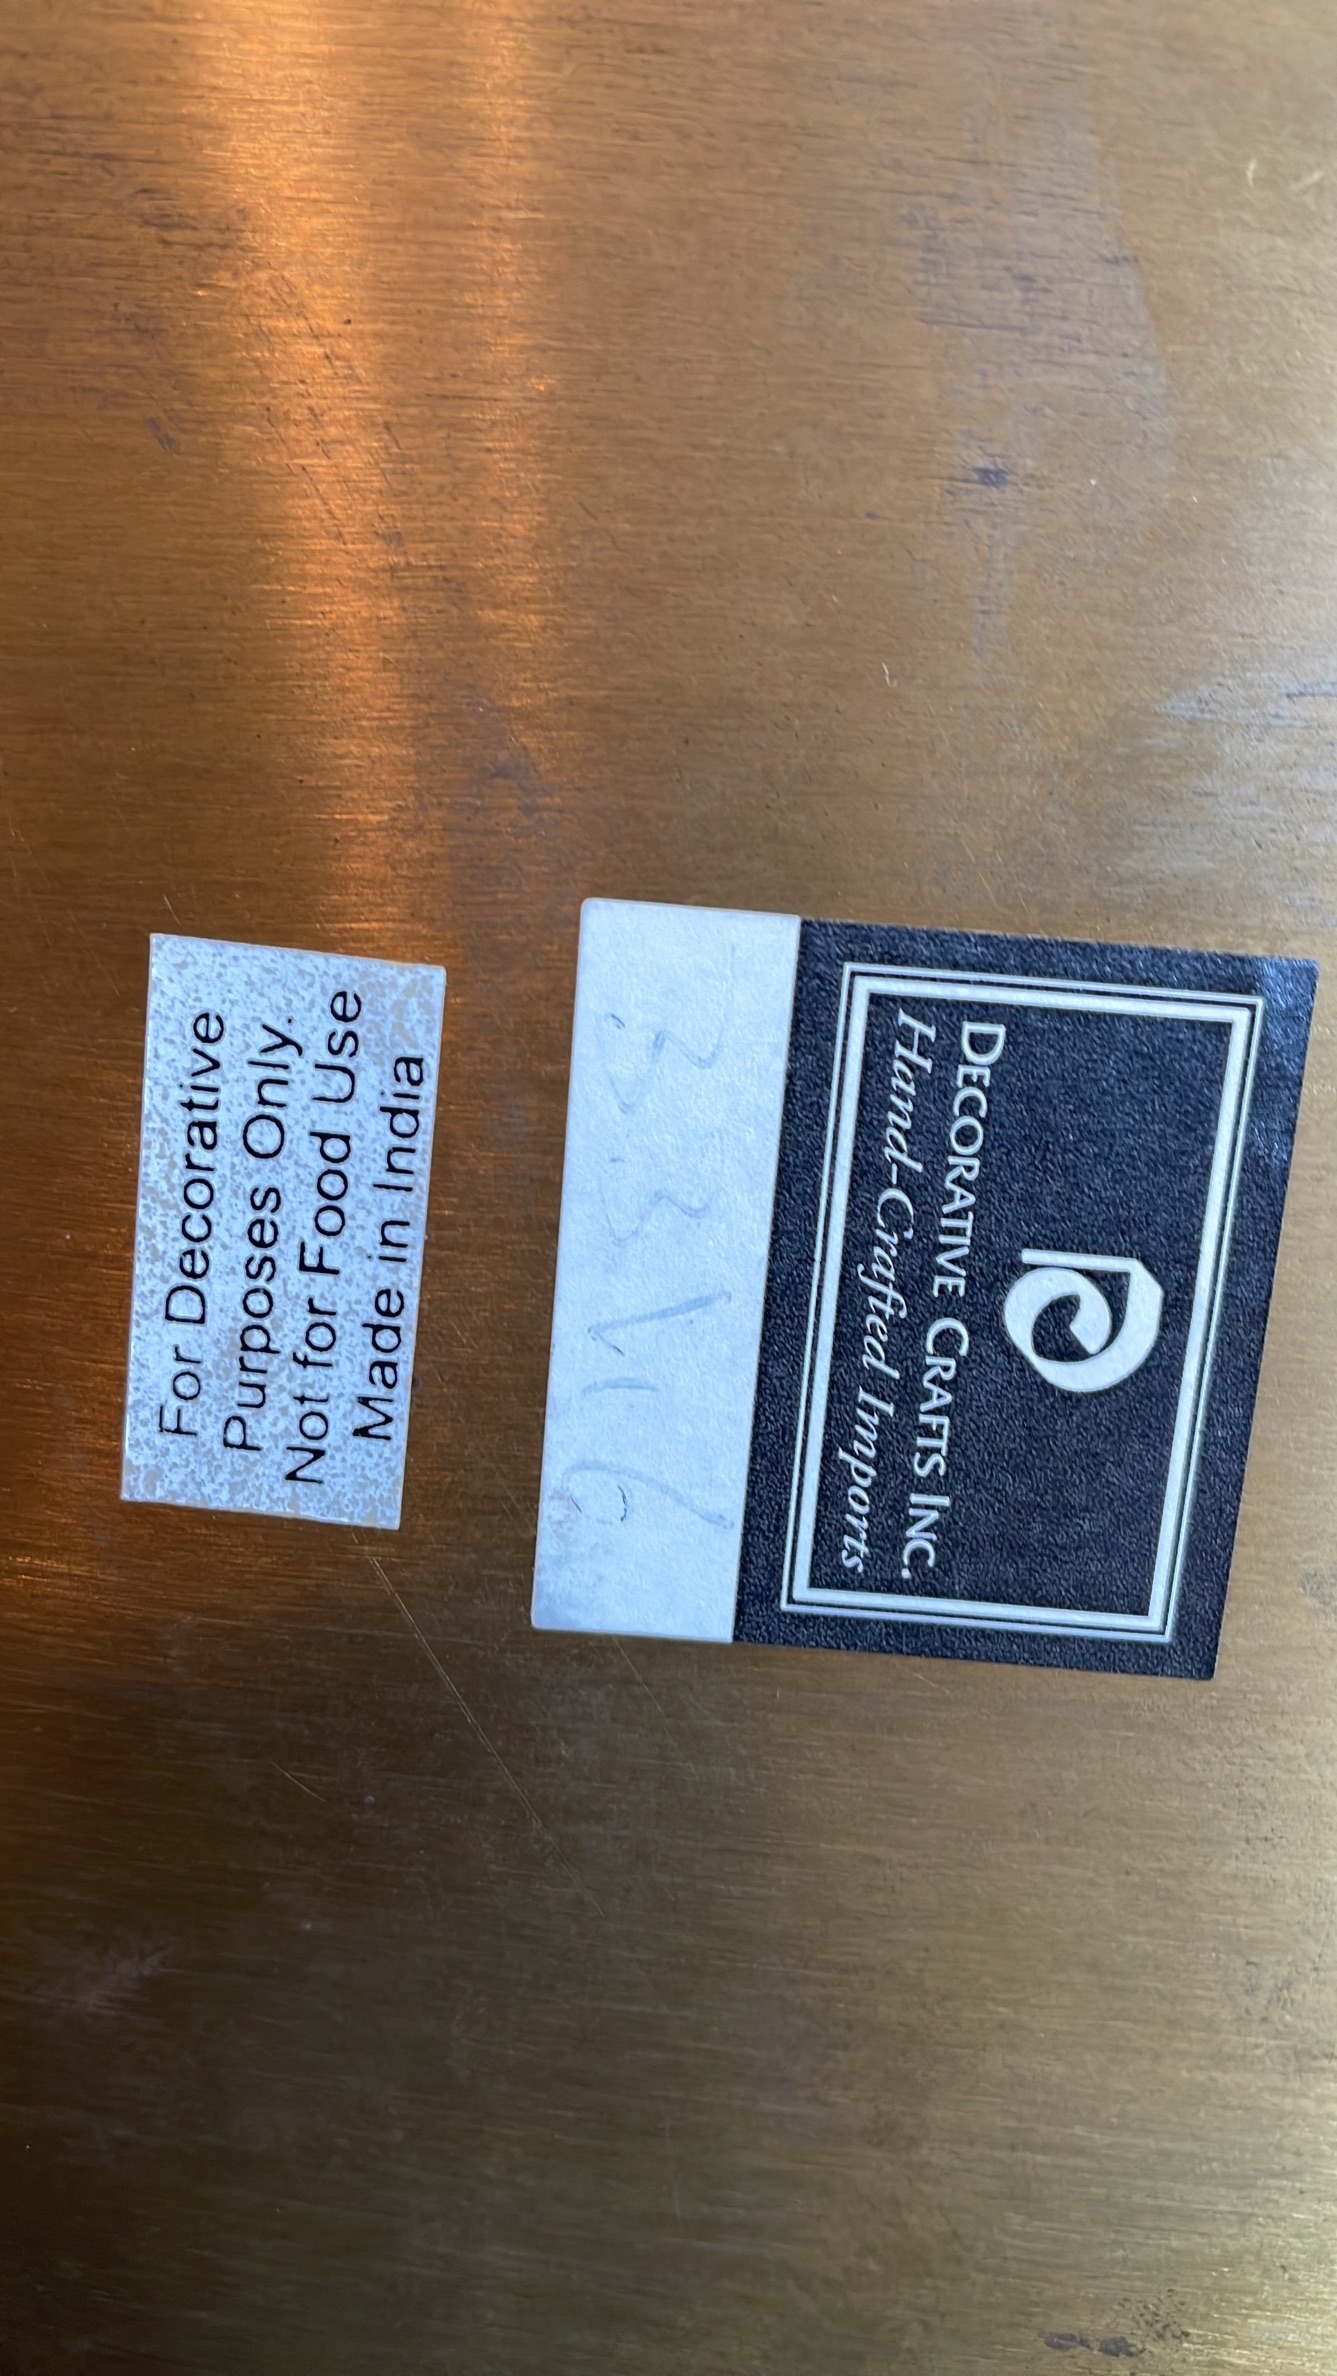 For Decorative
Purposes Only.
Not for Food Use
Made in India
DECORATIVE CRAFTS INC.
Hand-Crafted Imports